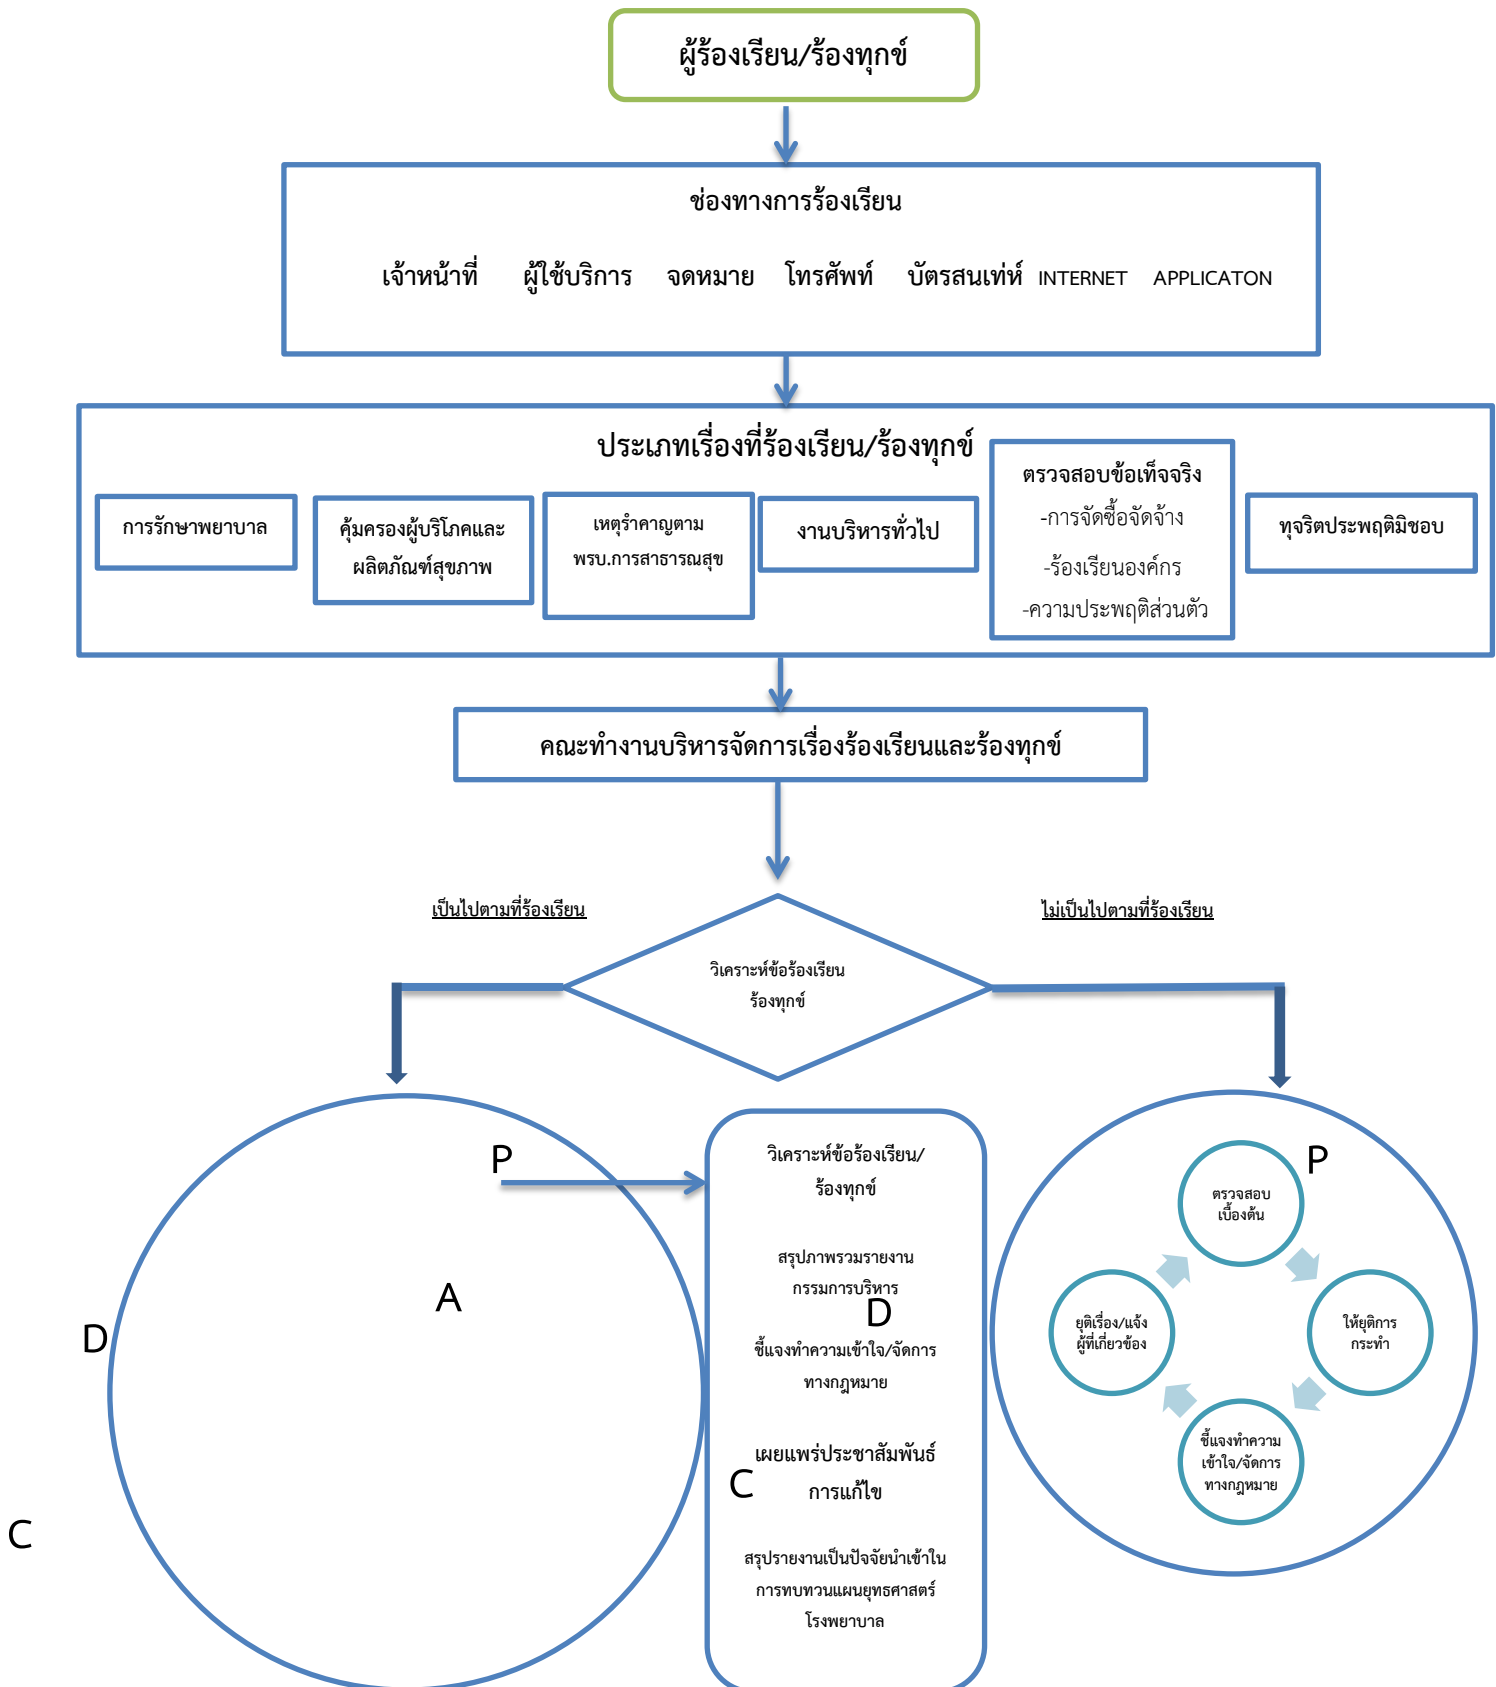 ผู้ร้องเรียน/ร้องทุกข์
ช่องทางการร้องเรียน
เจ้าหน้าที่ ผู้ใช้บริการ จดหมาย โทรศัพท์ บัตรสนเท่ห์ INTERNET APPLICATON
ประเภทเรื่องที่ร้องเรียน/ร้องทุกข์
การรักษาพยาบาล
คุ้มครองผู้บริโภคและ
ผลิตภัณฑ์สุขภาพ
เหตุรำคาญตาม
พรบ.การสาธารณสุข
งานบริหารทั่วไป
ตรวจสอบข้อเท็จจริง
-การจัดซื้อจัดจ้าง
-ร้องเรียนองค์กร
-ความประพฤติส่วนตัว
ทุจริตประพฤติมิชอบ
คณะทำงานบริหารจัดการเรื่องร้องเรียนและร้องทุกข์
เป็นไปตามที่ร้องเรียน
ไม่เป็นไปตามที่ร้องเรียน
วิเคราะห์ข้อร้องเรียน
ร้องทุกข์
P
A
D
C
วิเคราะห์ข้อร้องเรียน/
ร้องทุกข์
สรุปภาพรวมรายงาน
กรรมการบริหาร
D
ชี้แจงทำความเข้าใจ/จัดการ
ทางกฎหมาย
เผยแพร่ประชาสัมพันธ์
C
การแก้ไข
สรุปรายงานเป็นปัจจัยนำเข้าใน
การทบทวนแผนยุทธศาสตร์
โรงพยาบาล
P
ตรวจสอบ
เบื้องต้น
ให้ยุติการ
กระทำ
ชี้แจงทำความ
เข้าใจ/จัดการ
ทางกฎหมาย
ยุติเรื่อง/แจ้ง
ผู้ที่เกี่ยวข้อง